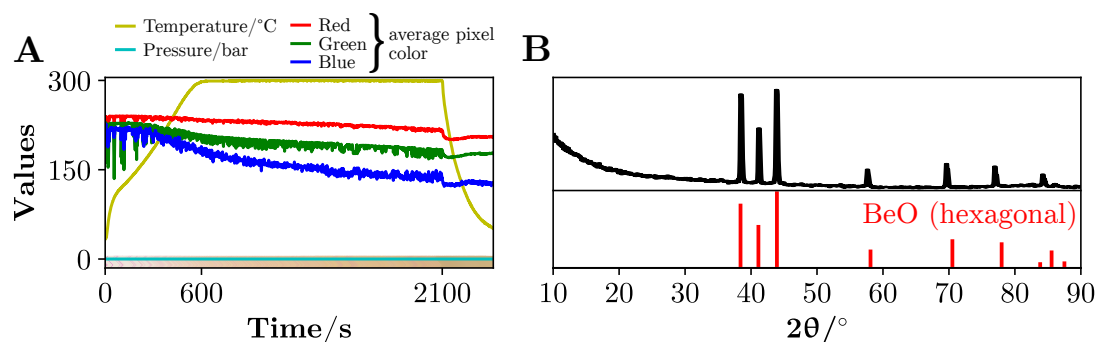 A
Temperature/°C
Pressure/bar
Red
Green
Blue
average pixel
color
Values
300
150
0
0
600
2100
Time/s
B
BeO (hexagonal)
10
20
30
40
50
60
70
80
90
2θ/°